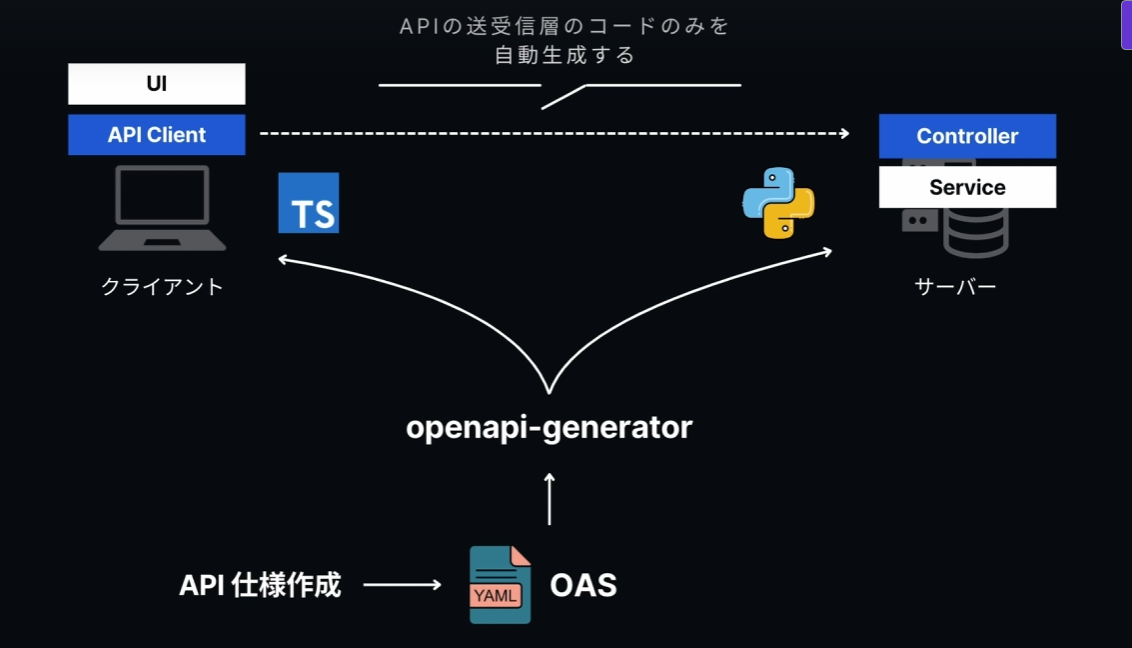 APIの送受信層のコードのみを
自動生成する
UI
API Client
Controller
Service
TS
クライアント
サーバー
openapi-generator
API 仕様作成
YAML
OAS